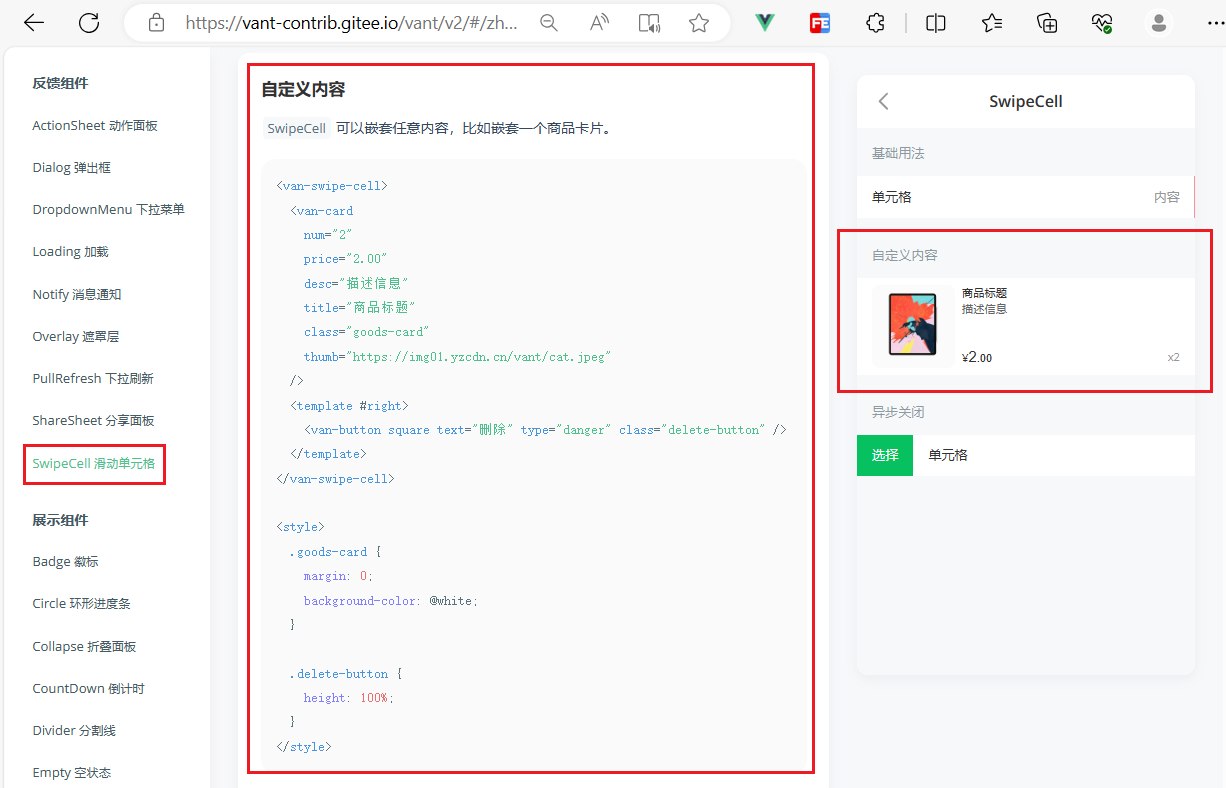 https://vant-contrib.gitee.io/vant/v2/#/zh...
反馈组件
ActionSheet 动作面板
Dialog 弹出框
DropdownMenu 下拉菜单
Loading 加载
Notify 消息通知
Overlay 遮罩层
PullRefresh 下拉刷新
ShareSheet 分享面板
SwipeCell 滑动单元格
展示组件
Badge 徽标
Circle 环形进度条
Collapse 折叠面板
CountDown 倒计时
Divider 分割线
Empty 空状态
自定义内容
SwipeCell 可以嵌套任意内容，比如嵌套一个商品卡片。
<van-swipe-cell>
  <van-card
    num="2"
    price="2.00"
    desc="描述信息"
    title="商品标题"
    class="goods-card"
    thumb="https://img01.yzcdn.cn/vant/cat.jpeg"
  />
  <template #right>
    <van-button square text="删除" type="danger" class="delete-button" />
  </template>
</van-swipe-cell>
<style>
  .goods-card {
    margin: 0;
    background-color: @white;
  }
  .delete-button {
    height: 100%;
  }
</style>
SwipeCell
基础用法
单元格 内容
自定义内容
商品标题
描述信息
¥2.00 x2
异步关闭
选择 单元格
FE